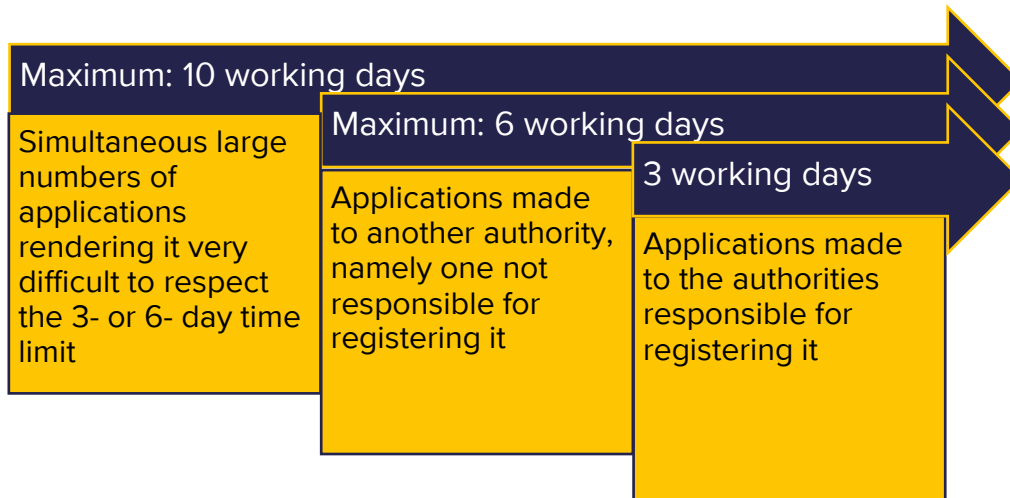 Maximum: 10 working days
Simultaneous large
numbers of
applications
rendering it very
difficult to respect
the 3- or 6- day time
limit
Maximum: 6 working days
Applications made
to another authority,
namely one not
responsible for
registering it
3 working days
Applications made
to the authorities
responsible for
registering it